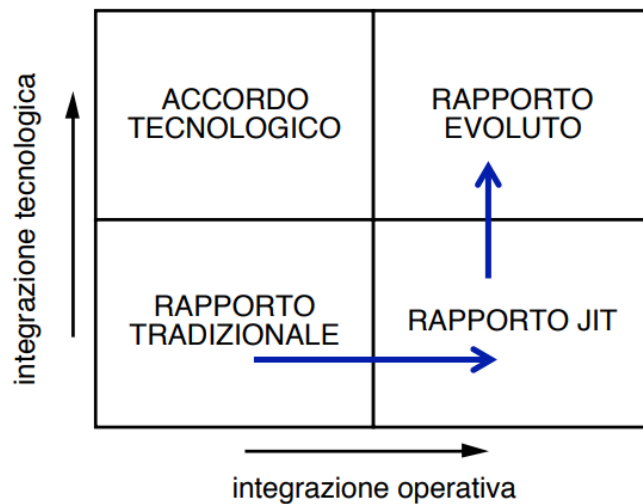 ACCORDO
TECNOLOGICO
RAPPORTO
EVOLUTO
integrazione tecnologica
RAPPORTO
TRADIZIONALE
RAPPORTO JIT
integrazione operativa